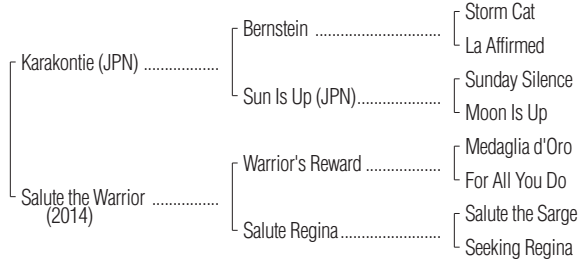 Karakontie (JPN) ..................
Bernstein ..............................
Storm Cat
La Affirmed
Sun Is Up (JPN)....................
Sunday Silence
Moon Is Up
Salute the Warrior ................
(2014)
Warrior's Reward ..................
Medaglia d'Oro
For All You Do
Salute Regina........................
Salute the Sarge
Seeking Regina